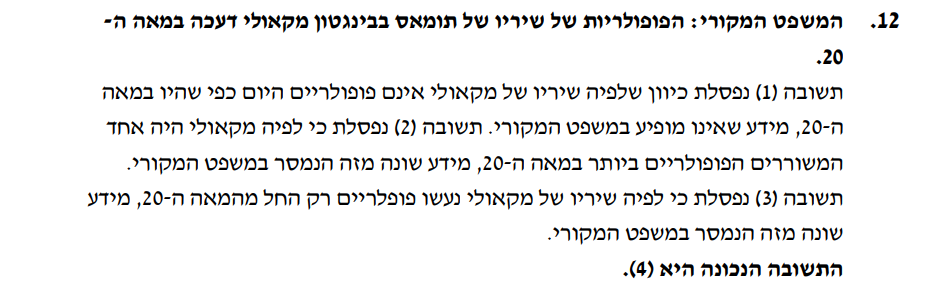 12. המשפט המקורי: הפופולריות של שיריו של תומאס בבינגטון מקאולי דעכה במאה ה-
20.
תשובה (1) נפסלת כיוון שלפיה שיריו של מקאולי אינם פופולריים היום כפי שהיו במאה
ה-20, מידע שאינו מופיע במשפט המקורי. תשובה (2) נפסלת כי לפיה מקאולי היה אחד
המשוררים הפופולריים ביותר במאה ה-20, מידע שונה מזה הנמסר במשפט המקורי.
תשובה (3) נפסלת כי לפיה שיריו של מקאולי נעשו פופלריים רק החל מהמאה ה-20, מידע
שונה מזה הנמסר במשפט המקורי.
התשובה הנכונה היא (4).